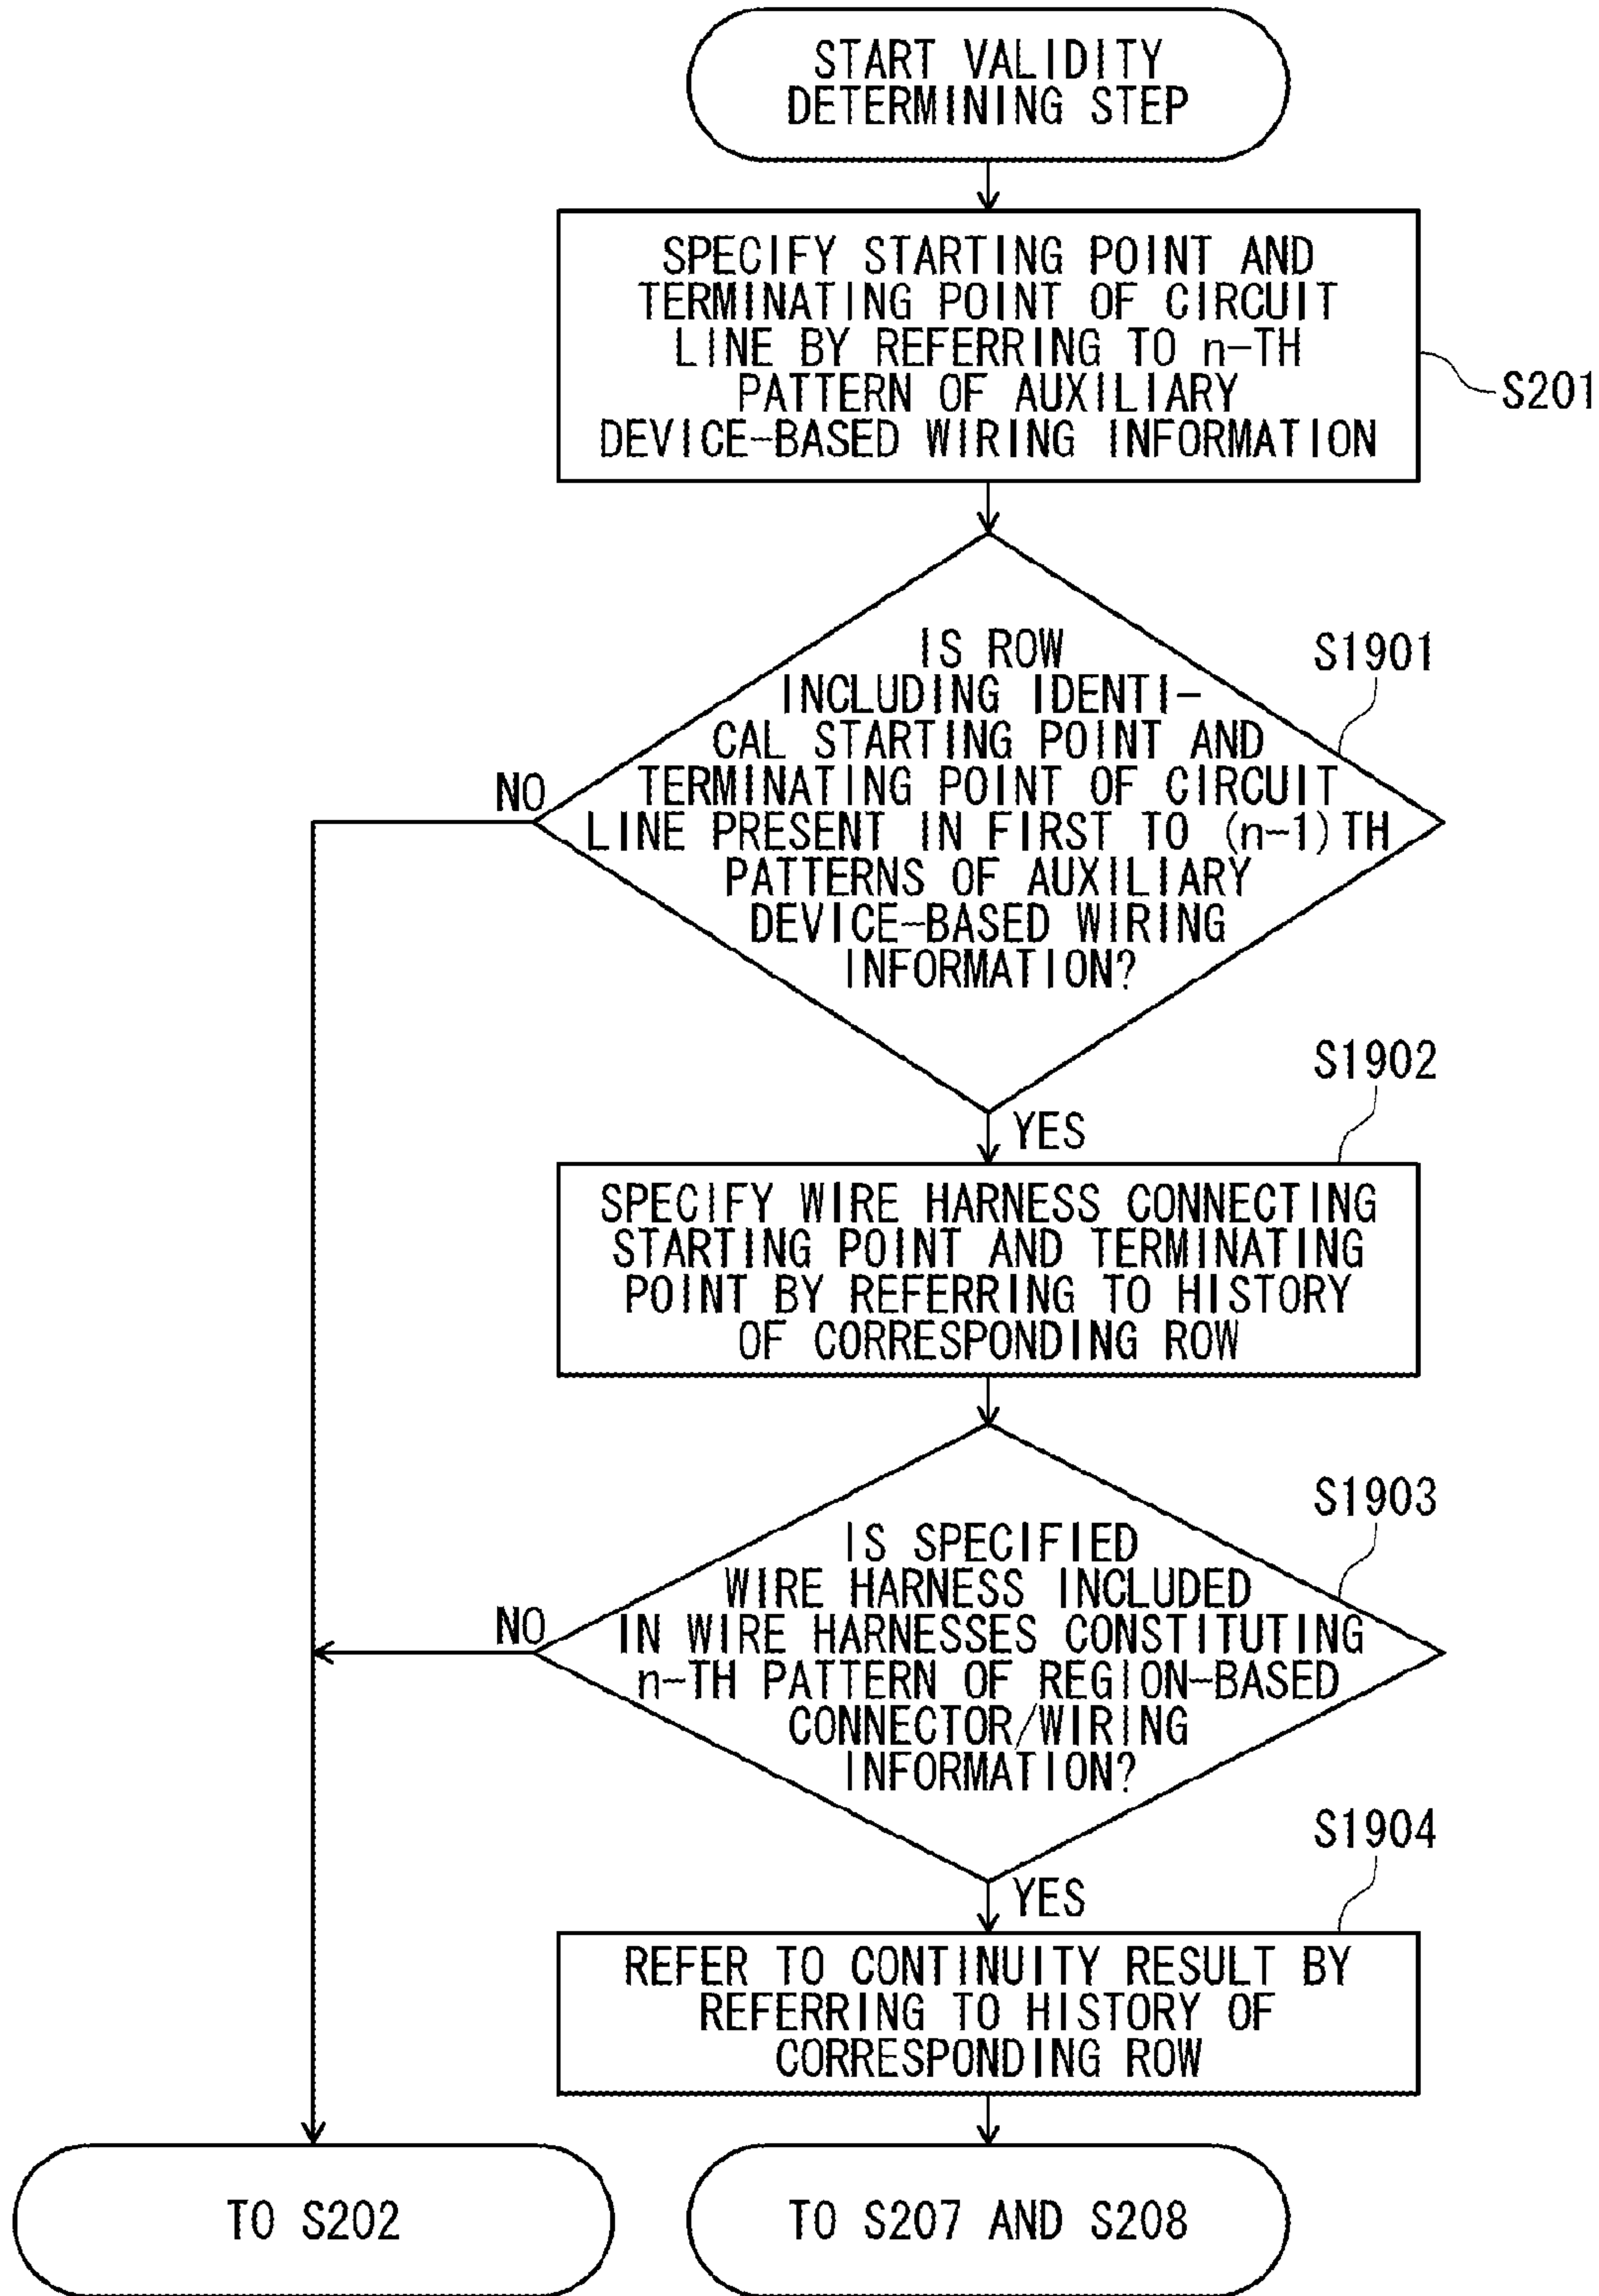 START VALIDITY
DETERMINING STEP
SPECIFY STARTING POINT AND
TERMINATING POINT OF CIRCUIT
LINE BY REFERRING TO n-TH
PATTERN OF AUXILIARY
DEVICE-BASED WIRING INFORMATION
S201
IS ROW
INCLUDING IDENTI-
CAL STARTING POINT AND
TERMINATING POINT OF CIRCUIT
LINE PRESENT IN FIRST TO (n-1)TH
PATTERNS OF AUXILIARY
DEVICE-BASED WIRING
INFORMATION?
S1901
NO
YES
S1902
SPECIFY WIRE HARNESS CONNECTING
STARTING POINT AND TERMINATING
POINT BY REFERRING TO HISTORY
OF CORRESPONDING ROW
S1903
IS SPECIFIED
WIRE HARNESS INCLUDED
IN WIRE HARNESSES CONSTITUTING
n-TH PATTERN OF REGION-BASED
CONNECTOR/WIRING
INFORMATION?
NO
YES
S1904
REFER TO CONTINUITY RESULT BY
REFERRING TO HISTORY OF
CORRESPONDING ROW
TO S202
TO S207 AND S208